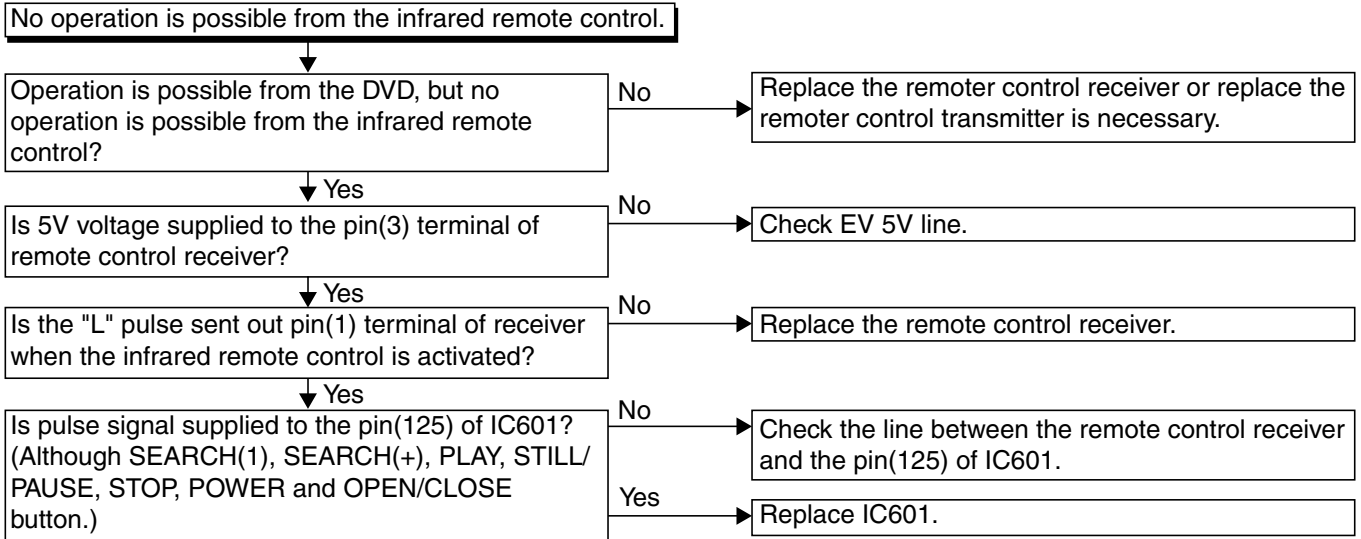 No operation is possible from the infrared remote control.
Operation is possible from the DVD, but no
operation is possible from the infrared remote
control?
No
Replace the remoter control receiver or replace the
remoter control transmitter is necessary.
Yes
Is 5V voltage supplied to the pin(3) terminal of
remote control receiver?
No
Check EV 5V line.
Yes
Is the "L" pulse sent out pin(1) terminal of receiver
when the infrared remote control is activated?
No
Replace the remote control receiver.
Yes
Is pulse signal supplied to the pin(125) of IC601?
(Although SEARCH(1), SEARCH(+), PLAY, STILL/
PAUSE, STOP, POWER and OPEN/CLOSE
button.)
No
Check the line between the remote control receiver
and the pin(125) of IC601.
Yes
Replace IC601.